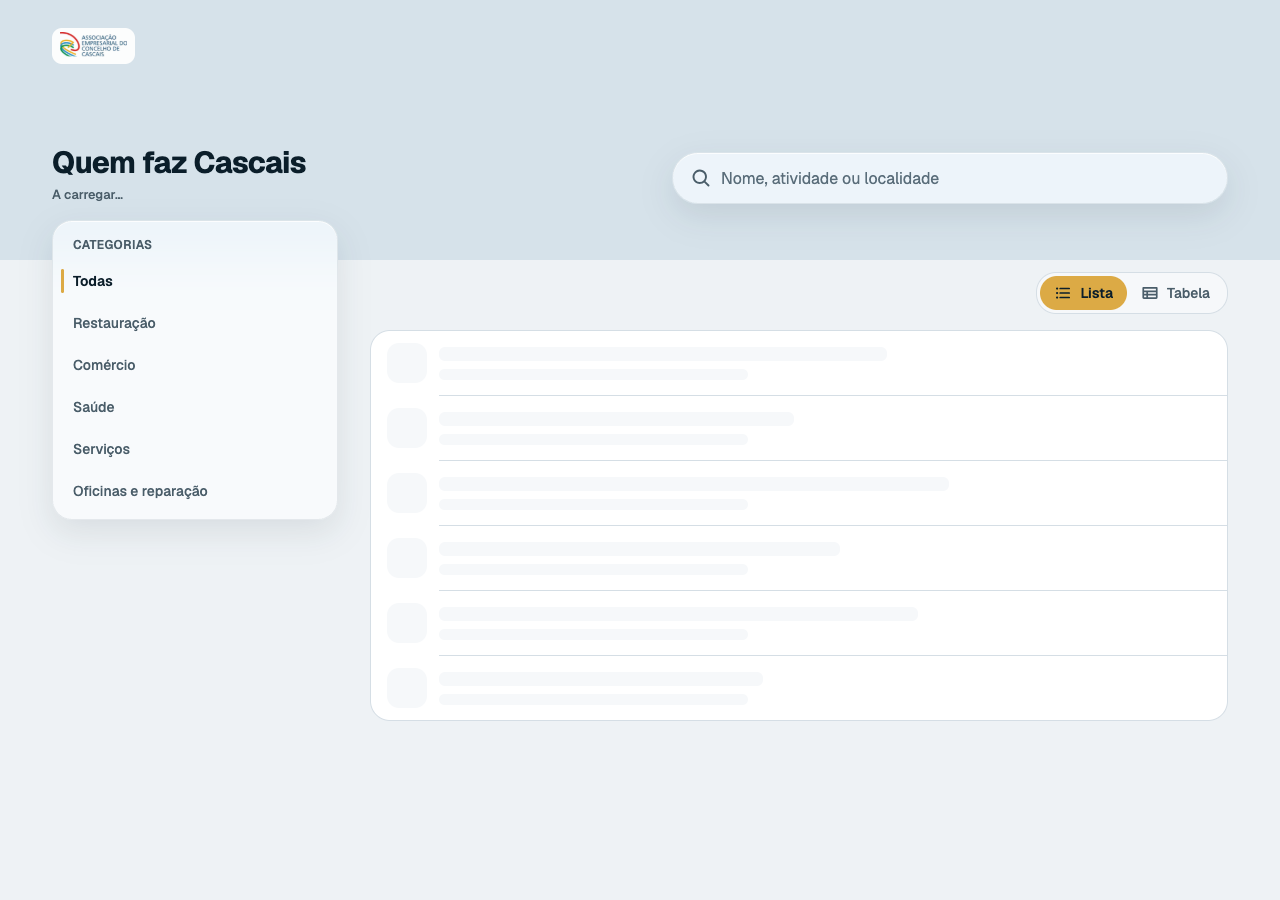 ASSOCIAÇÃO
EMPRESARIAL DO
CONCELHO DE
CASCAIS
Quem faz Cascais
A carregar...
Nome, atividade ou localidade
CATEGORIAS
Todas
Restauração
Comércio
Saúde
Serviços
Oficinas e reparação
Lista
Tabela